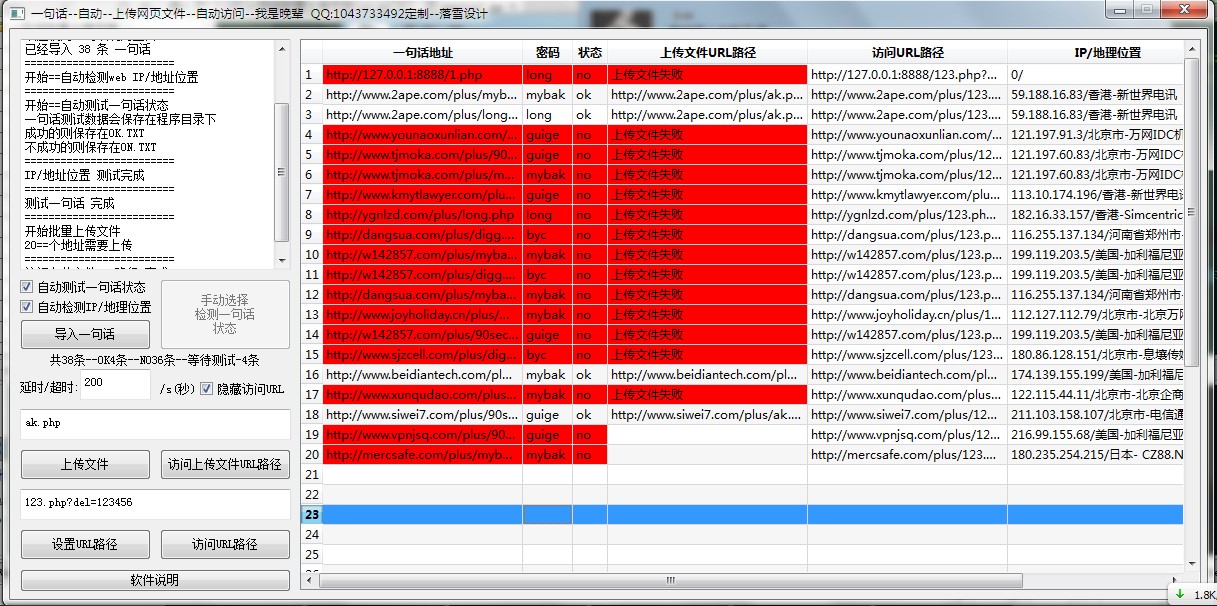 一句话--自动--上传网页文件--自动访问--我是晚辈 QQ:1043733492定制--落雪设计
已经导入 38 条 一句话
========================
开始==自动检测web IP/地址位置
========================
开始==自动测试一句话状态
一句话测试数据会保存在程序目录下
成功的则保存在OK.TXT
不成功的则保存在ON.TXT
========================
IP/地址位置 测试完成
========================
测试一句话 完成
========================
开始批量上传文件
20==个地址需要上传
========================
自动测试一句话状态
自动检测IP/地理位置
手动选择
检测一句话
状态
导入一句话
共38条--OK4条--NO36条--等待测试-4条
延时/超时: 200 /s(秒) 隐藏访问URL
ak.php
上传文件 访问上传文件URL路径
123.php?del=123456
设置URL路径 访问URL路径
软件说明
一句话地址 密码 状态 上传文件URL路径 访问URL路径 IP/地理位置
1 http://127.0.0.1:8888/1.php long no 上传文件失败 http://127.0.0.1:8888/123.php?... 0/
2 http://www.2ape.com/plus/myb... mybak ok http://www.2ape.com/plus/ak.p... http://www.2ape.com/plus/123.... 59.188.16.83/香港-新世界电讯
3 http://www.2ape.com/plus/long... long ok http://www.2ape.com/plus/ak.p... http://www.2ape.com/plus/123.... 59.188.16.83/香港-新世界电讯
4 http://www.younaoxunlian.com/... guige no 上传文件失败 http://www.younaoxunlian.com/... 121.197.91.3/北京市-万网IDC机
5 http://www.tjmoka.com/plus/90... guige no 上传文件失败 http://www.tjmoka.com/plus/12... 121.197.60.83/北京市-万网IDC
6 http://www.tjmoka.com/plus/m... mybak no 上传文件失败 http://www.tjmoka.com/plus/12... 121.197.60.83/北京市-万网IDC
7 http://www.kmytlawyer.com/plu... guige no 上传文件失败 http://www.kmytlawyer.com/plu... 113.10.174.196/香港-新世界电讯
8 http://ygnlzd.com/plus/long.php long no 上传文件失败 http://ygnlzd.com/plus/123.ph... 182.16.33.157/香港-Simcentric
9 http://dangsua.com/plus/digg.... byc no 上传文件失败 http://dangsua.com/plus/123.p... 116.255.137.134/河南省郑州市-
10 http://w142857.com/plus/myba... mybak no 上传文件失败 http://w142857.com/plus/123.p... 199.119.203.5/美国-加利福尼亚
11 http://w142857.com/plus/digg.... byc no 上传文件失败 http://w142857.com/plus/123.p... 199.119.203.5/美国-加利福尼亚
12 http://dangsua.com/plus/myba... mybak no 上传文件失败 http://dangsua.com/plus/123.p... 116.255.137.134/河南省郑州市-
13 http://www.joyholiday.cn/plus/... mybak no 上传文件失败 http://www.joyholiday.cn/plus/1... 112.127.112.79/北京市-北京万
14 http://w142857.com/plus/90sec... guige no 上传文件失败 http://w142857.com/plus/123.p... 199.119.203.5/美国-加利福尼亚
15 http://www.sjzcell.com/plus/dig... byc no 上传文件失败 http://www.sjzcell.com/plus/123... 180.86.128.151/北京市-息壤传媒
16 http://www.beidiantech.com/pl... mybak ok http://www.beidiantech.com/pl... http://www.beidiantech.com/pl... 174.139.155.199/美国-加利福尼
17 http://www.xunqudao.com/plus... mybak no 上传文件失败 http://www.xunqudao.com/plus... 122.115.44.11/北京市-北京企商
18 http://www.siwei7.com/plus/90s... guige ok http://www.siwei7.com/plus/ak.... http://www.siwei7.com/plus/12... 211.103.158.107/北京市-电信通
19 http://www.vpnjsq.com/plus/90... guige no http://www.vpnjsq.com/plus/12... 216.99.155.68/美国-加利福尼亚
20 http://mercsafe.com/plus/myb... mybak no http://mercsafe.com/plus/123.... 180.235.254.215/日本- CZ88.N
21
22
23
24
25
1.8K